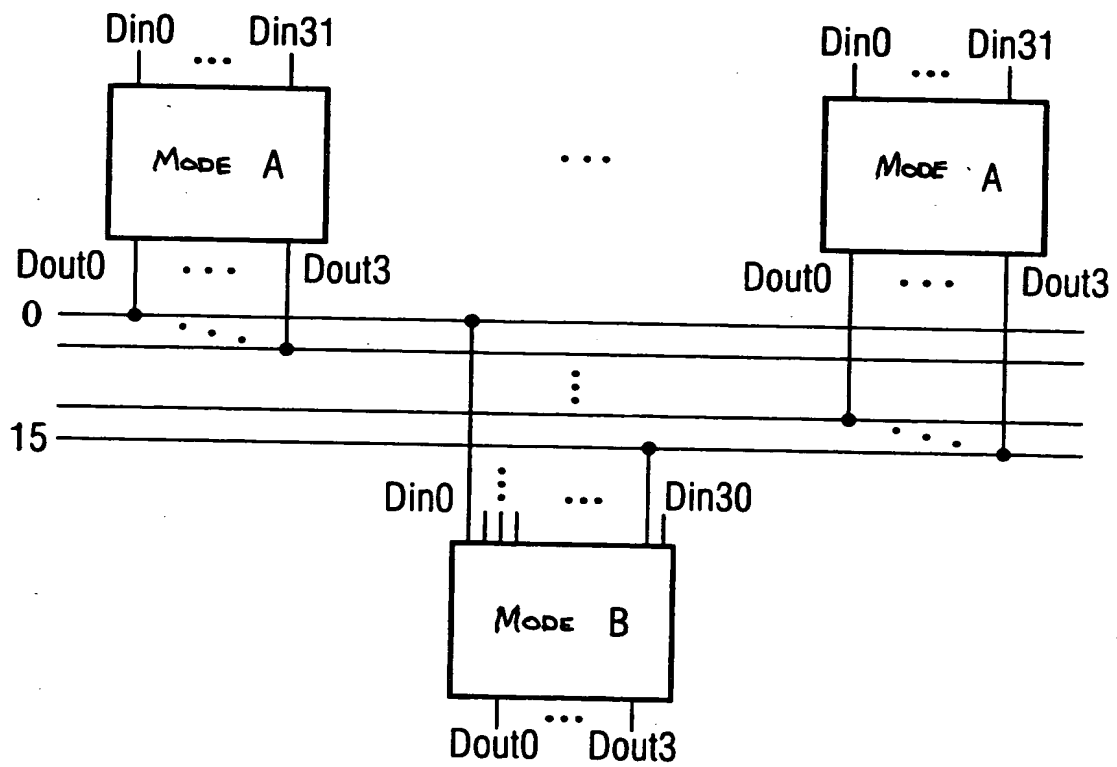 Din0 ... Din31
Din0 ... Din31
MODE A
...
MODE A
Dout0 ... Dout3
Dout0 ... Dout3
0
15
Din0 ... Din30
MODE B
Dout0 ... Dout3